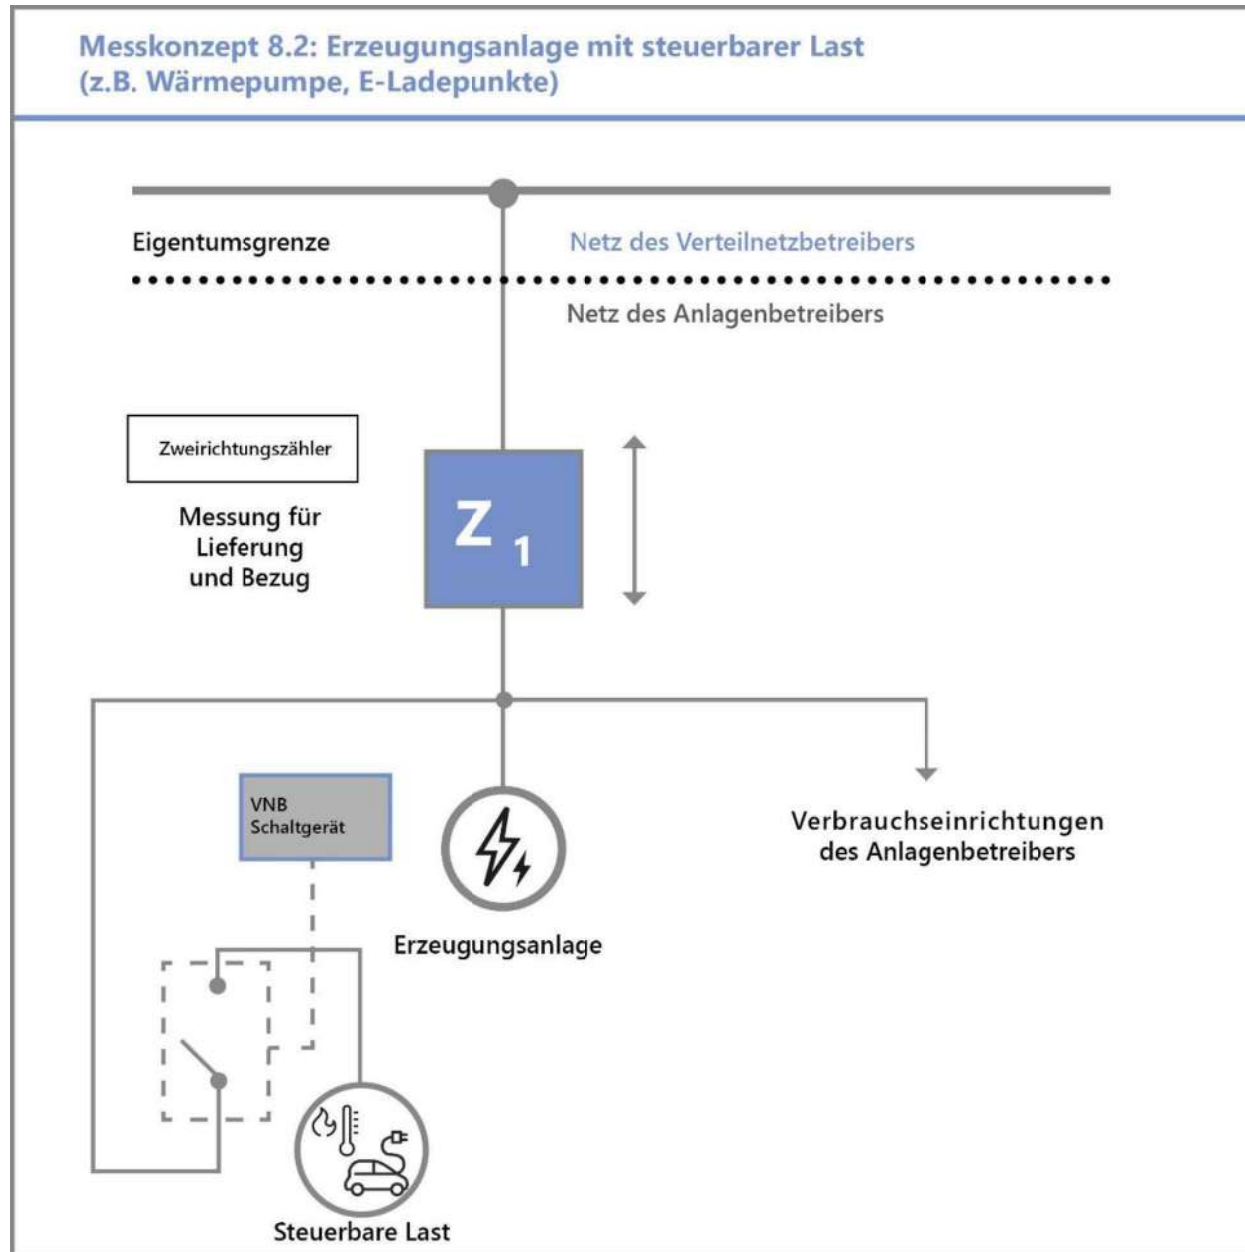 Messkonzept 8.2: Erzeugungsanlage mit steuerbarer Last
(z.B. Wärmepumpe, E-Ladepunkte)
Eigentumsgrenze
Netz des Verteilnetzbetreibers
Netz des Anlagenbetreibers
Zweirichtungszähler
Messung für
Lieferung
und Bezug
Z 1
VNB
Schaltgerät
Verbrauchseinrichtungen
des Anlagenbetreibers
Erzeugungsanlage
Steuerbare Last